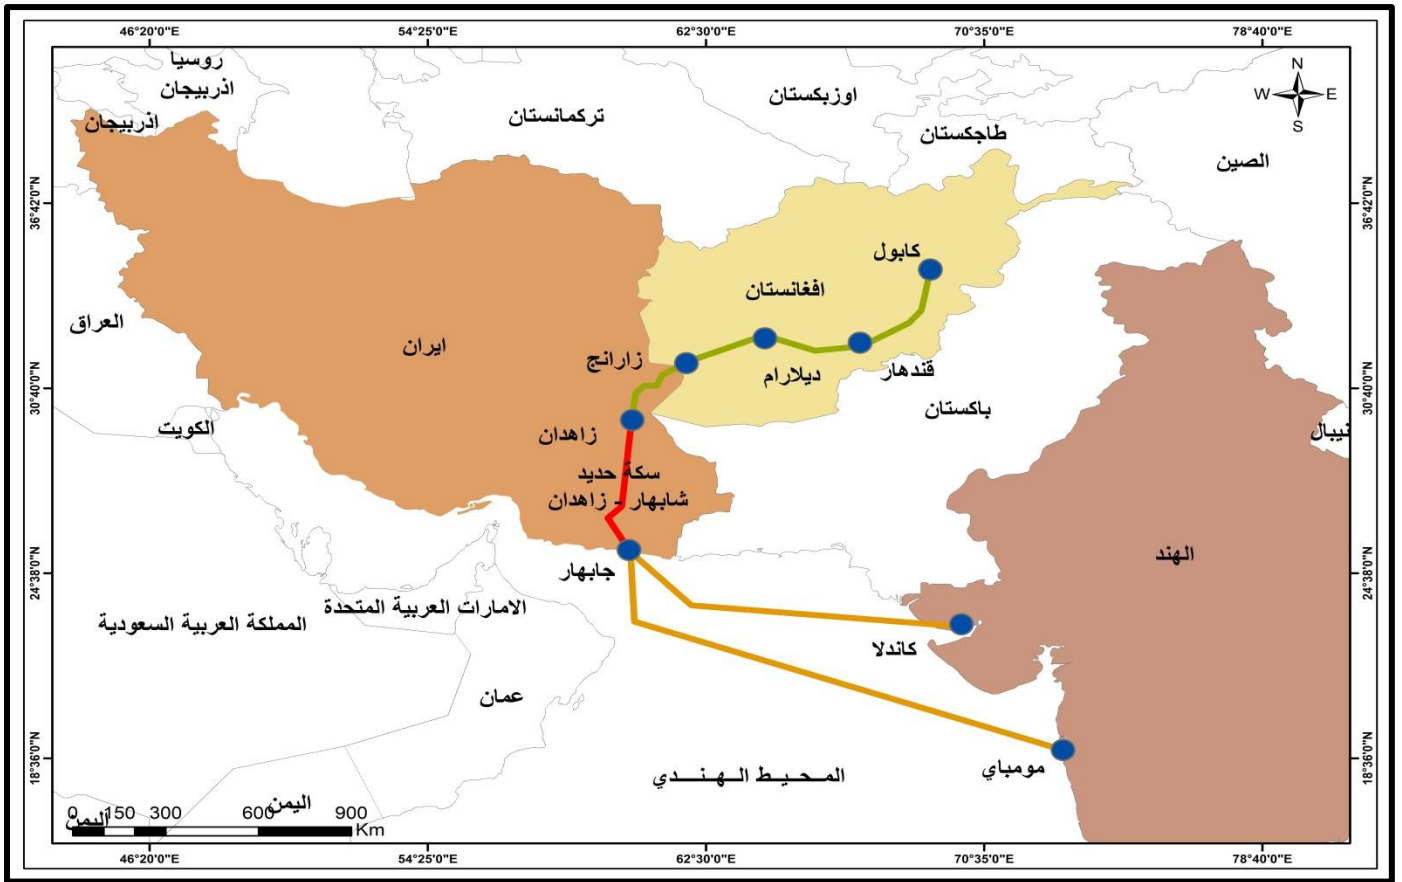 46°20'0"E 54°25'0"E 62°30'0"E 70°35'0"E 78°40'0"E
روسيا
اذربيجان
اذربيجان
تركمانستان
اوزبكستان
طاجكستان
الصين
N
W E
S
36°42'0"N 36°42'0"N
كابول
افغانستان
العراق
ايران
زارانج
ديلارام
قندهار
30°40'0"N 30°40'0"N
باكستان
نيبال
الكويت
زاهدان
سكة حديد
شابهار - زاهدان
الهند
جابهار
24°38'0"N 24°38'0"N
الامارات العربية المتحدة
المملكة العربية السعودية
كاندلا
عمان
18°36'0"N 18°36'0"N
مومباي
المحيط الهندي
اليمن
اليمن
0 150 300 600 900
Km
46°20'0"E 54°25'0"E 62°30'0"E 70°35'0"E 78°40'0"E